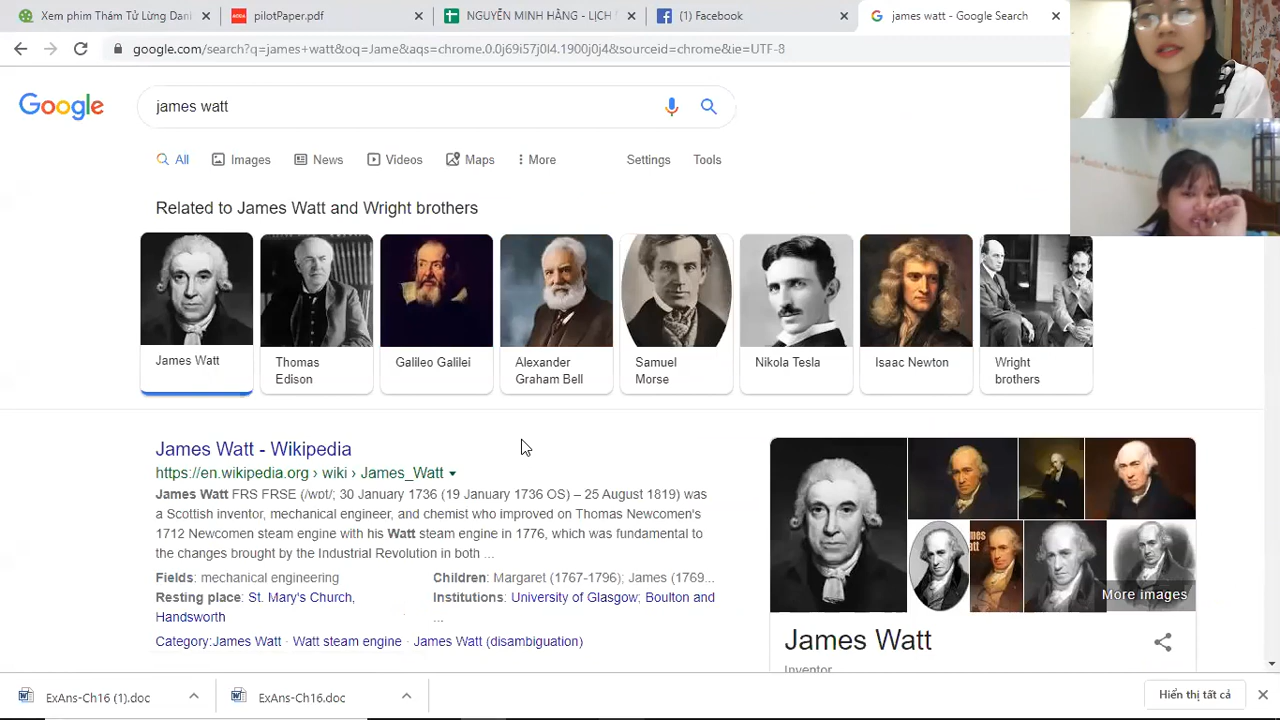 Xem phim Thám Tử Lừng Dan
pilotPaper.pdf
NGUYỄN MINH HẰNG - LỊCH
(1) Facebook
james watt - Google Search
google.com/search?q=james+watt&oq=Jame&aqs=chrome.0.0j69i57j0l4.1900j0j4&sourceid=chrome&ie=UTF-8
Google
james watt
All
Images
News
Videos
Maps
More
Settings
Tools
Related to James Watt and Wright brothers
James Watt
Thomas
Edison
Galileo Galilei
Alexander
Graham Bell
Samuel
Morse
Nikola Tesla
Isaac Newton
Wright
brothers
James Watt - Wikipedia
https://en.wikipedia.org › wiki › James_Watt
James Watt FRS FRSE (/wɒt/; 30 January 1736 (19 January 1736 OS) – 25 August 1819) was
a Scottish inventor, mechanical engineer, and chemist who improved on Thomas Newcomen's
1712 Newcomen steam engine with his Watt steam engine in 1776, which was fundamental to
the changes brought by the Industrial Revolution in both ...
Fields: mechanical engineering
Children: Margaret (1767-1796); James (1769...
Resting place: St. Mary's Church,
Handsworth
Institutions: University of Glasgow; Boulton and
...
Category:James Watt · Watt steam engine · James Watt (disambiguation)
More images
James Watt
Inventor
ExAns-Ch16 (1).doc
ExAns-Ch16.doc
Hiển thị tất cả